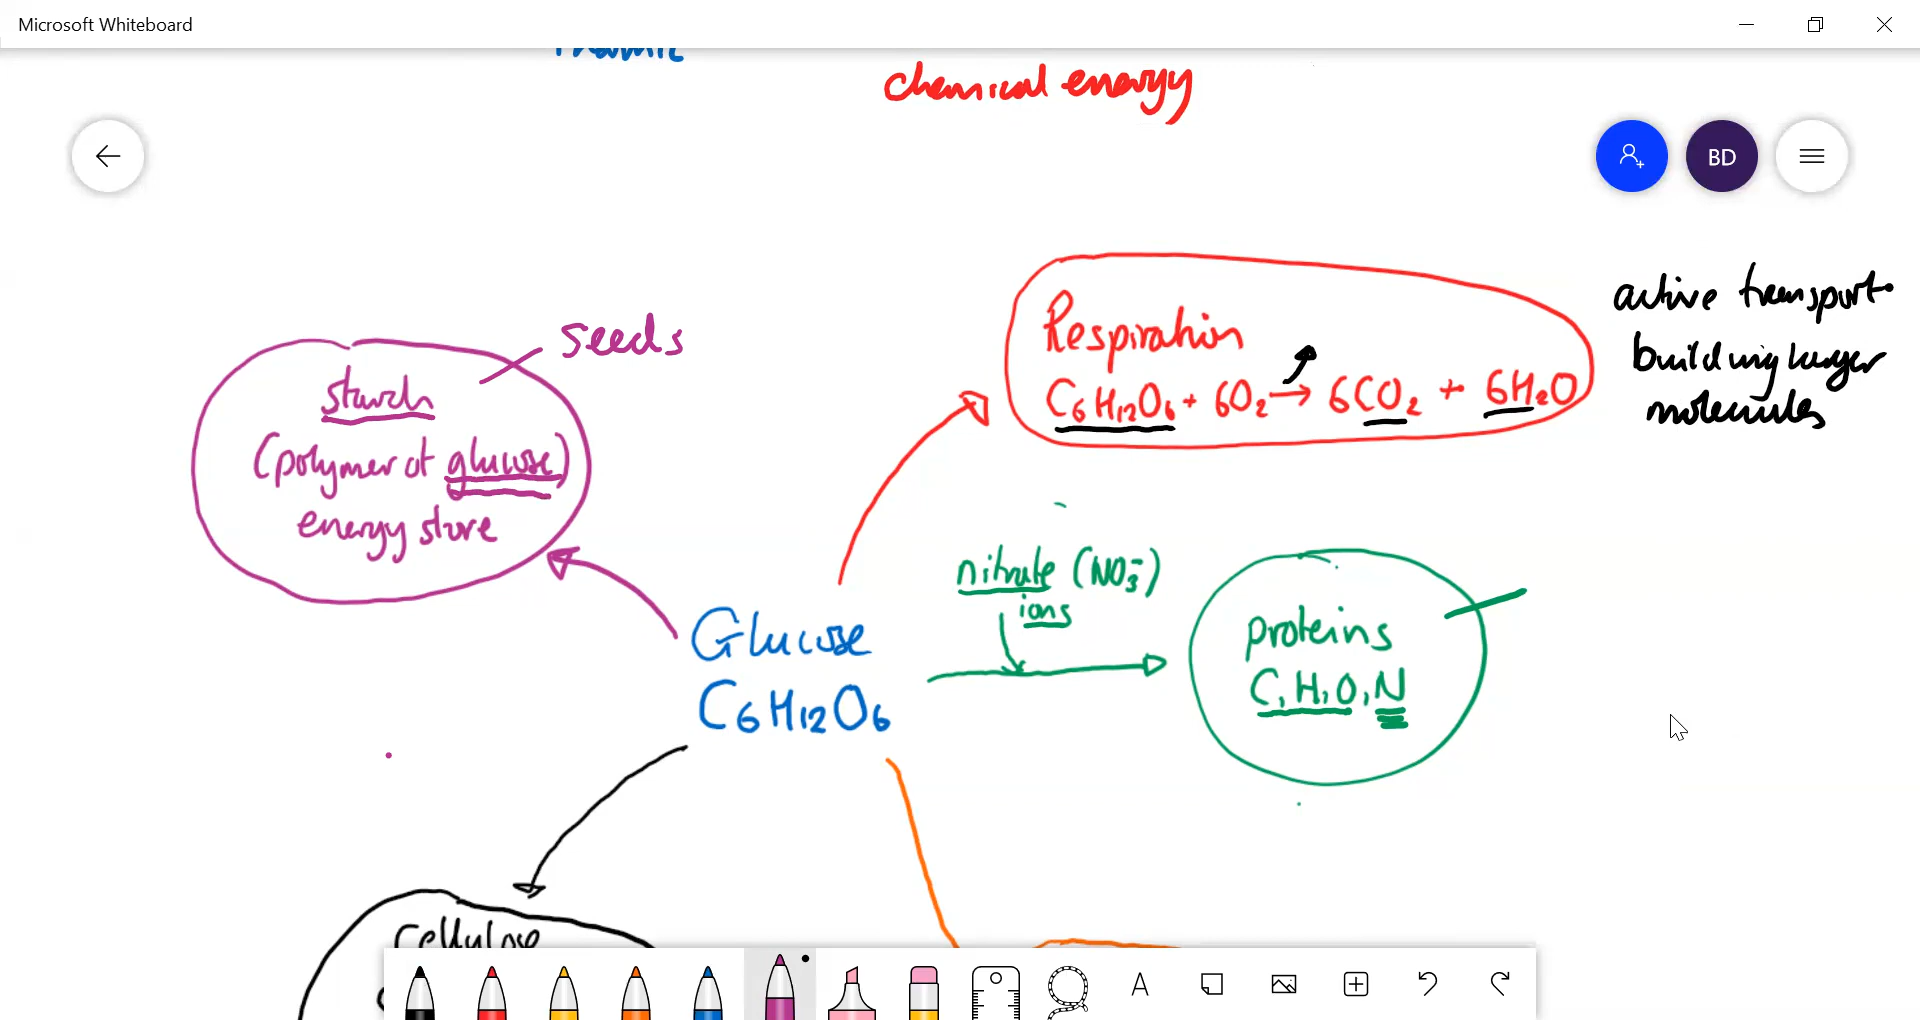 Microsoft Whiteboard
chemical energy
BD
active transport
building larger
molecules
Respiration
C₆H₁₂O₆ + 6O₂ → 6CO₂ + 6H₂O
seeds
starch
(polymer of glucose)
energy store
nitrate (NO₃⁻)
ions
proteins
C, H, O, N
Glucose
C₆H₁₂O₆
Cellulose
A